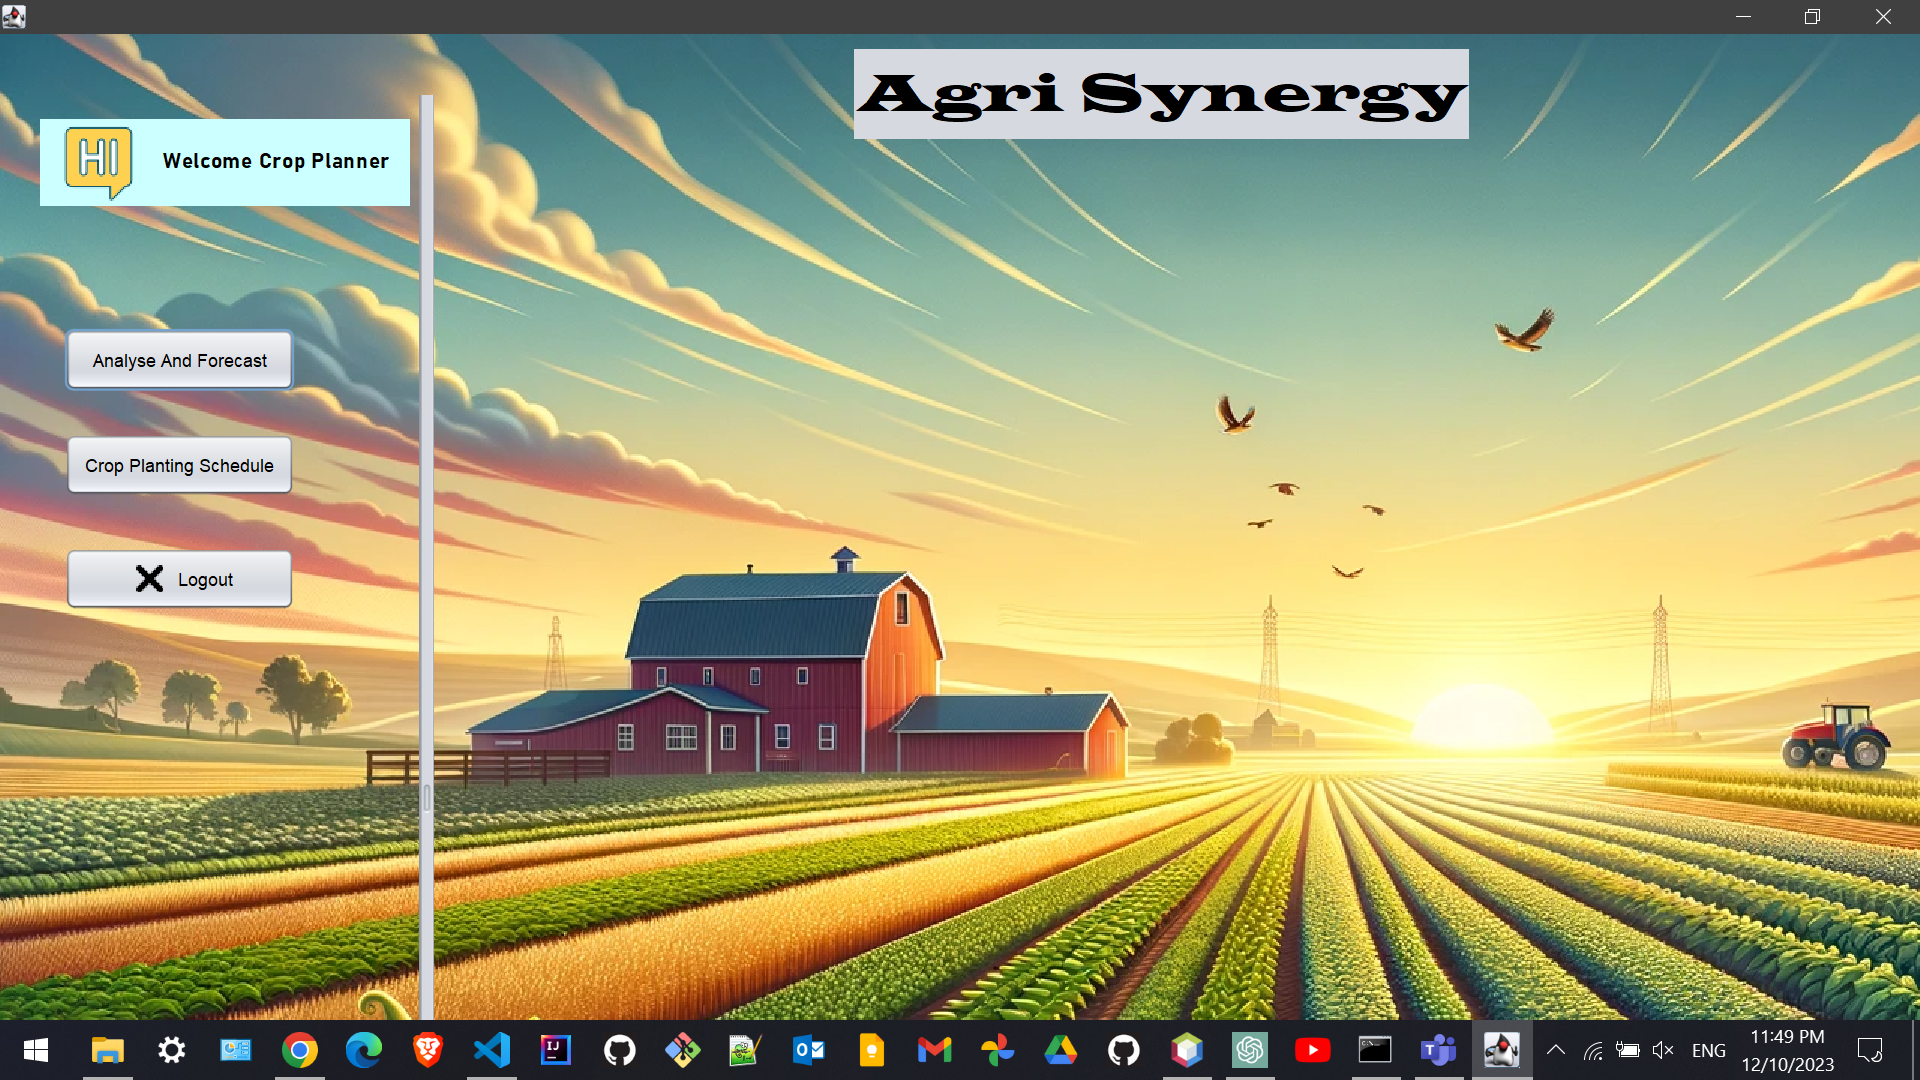 Agri Synergy
HI
Welcome Crop Planner
Analyse And Forecast
Crop Planting Schedule
Logout
ENG
11:49 PM
12/10/2023